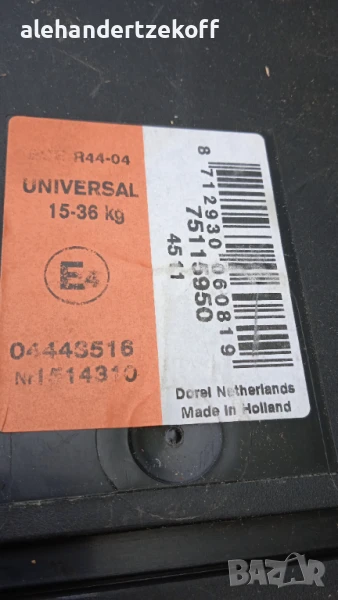 alehandertzekoff
R44-04
UNIVERSAL
15-36 kg
E4
04443516
Nr1514310
8 712930 060819
75115950
4511
Dorel Netherlands
Made in Holland
BAZAR